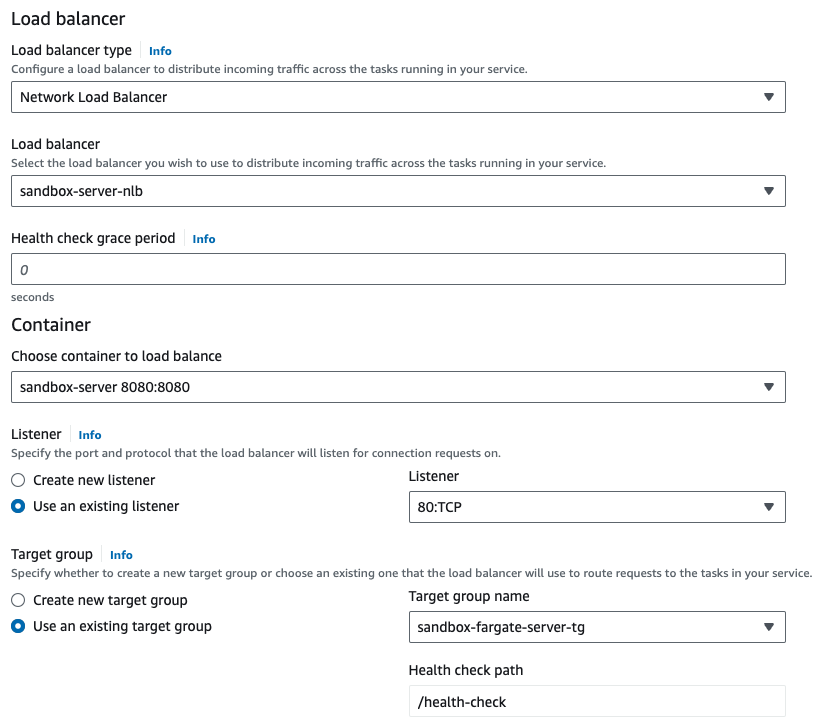 Load balancer
Load balancer type Info
Configure a load balancer to distribute incoming traffic across the tasks running in your service.
Network Load Balancer
Load balancer
Select the load balancer you wish to use to distribute incoming traffic across the tasks running in your service.
sandbox-server-nlb
Health check grace period Info
0
seconds
Container
Choose container to load balance
sandbox-server 8080:8080
Listener Info
Specify the port and protocol that the load balancer will listen for connection requests on.
Create new listener
Use an existing listener
Listener
80:TCP
Target group Info
Specify whether to create a new target group or choose an existing one that the load balancer will use to route requests to the tasks in your service.
Create new target group
Use an existing target group
Target group name
sandbox-fargate-server-tg
Health check path
/health-check